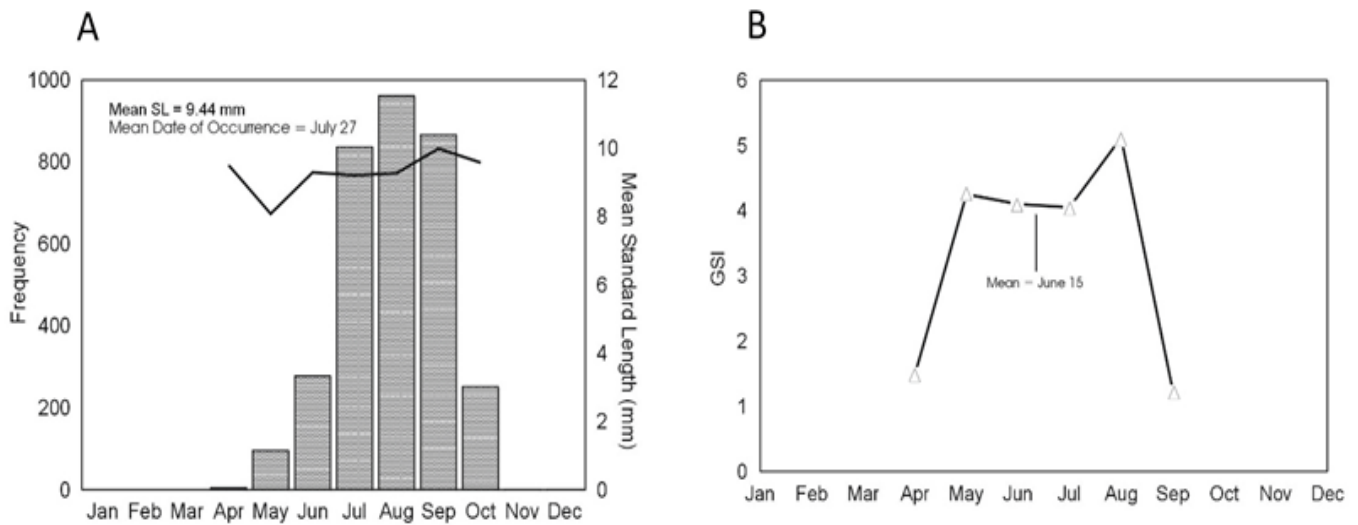 A
B
1000
800
600
400
200
0
Frequency
Mean SL = 9.44 mm
Mean Date of Occurrence = July 27
12
10
8
6
4
2
0
Mean Standard Length (mm)
Jan Feb Mar Apr May Jun Jul Aug Sep Oct Nov Dec
6
5
4
3
2
1
0
GSI
Mean = June 15
Jan Feb Mar Apr May Jun Jul Aug Sep Oct Nov Dec